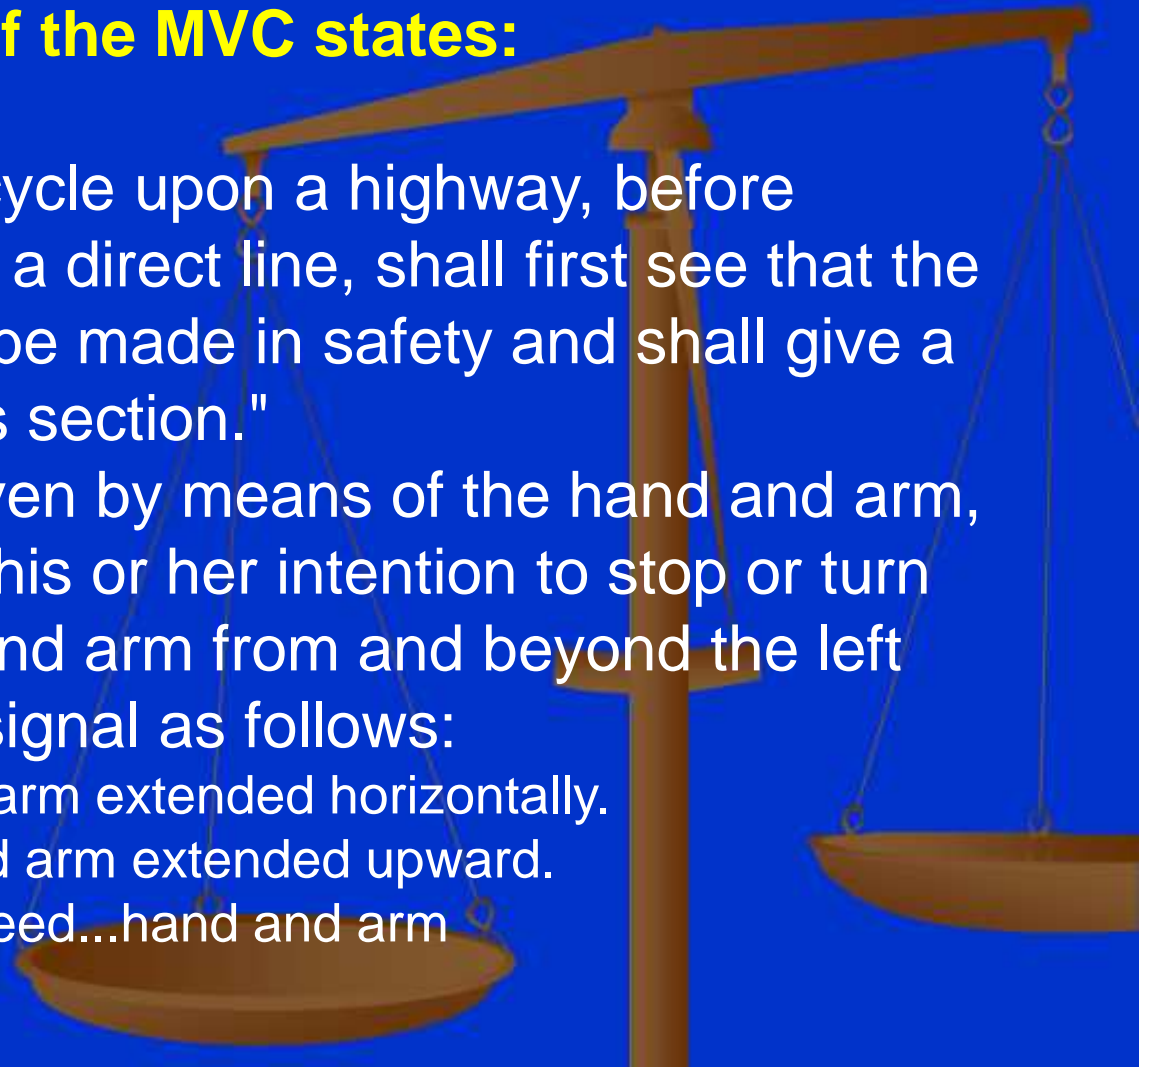 f the MVC states:
cycle upon a highway, before
a direct line, shall first see that the
be made in safety and shall give a
s section."
ven by means of the hand and arm,
his or her intention to stop or turn
nd arm from and beyond the left
signal as follows:
arm extended horizontally.
d arm extended upward.
eed...hand and arm